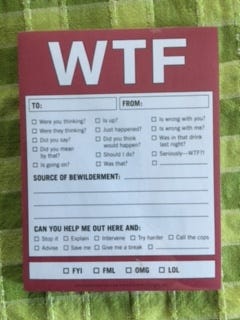 WTF
TO: FROM:
Were you thinking? Is up? Is wrong with you?
Were they thinking? Just happened? Is wrong with me?
Did you say? Did you think would happen? Was in that drink last night?
Did you mean by that? Should I do? Seriously—WTF?!
Is going on? Was that?
SOURCE OF BEWILDERMENT:
CAN YOU HELP ME OUT HERE AND:
Stop it Explain Intervene Try harder Call the cops
Advise Save me Give me a break
FYI FML OMG LOL